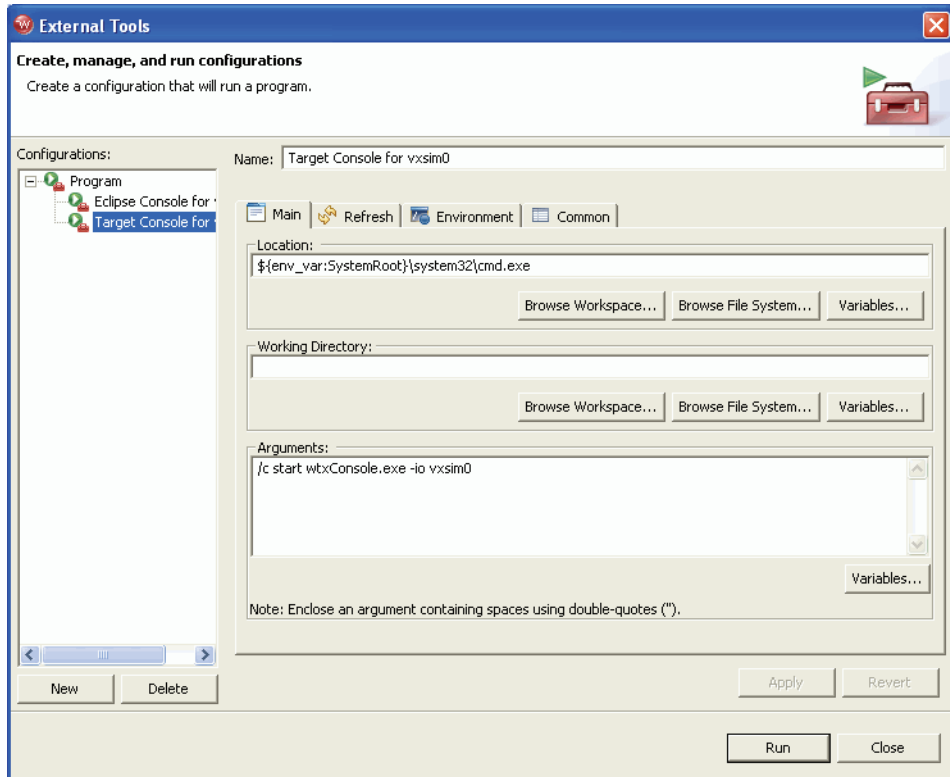 External Tools
Create, manage, and run configurations
Create a configuration that will run a program.
Configurations:
Program
Eclipse Console for
Target Console for
New
Delete
Name: Target Console for vxsim0
Main Refresh Environment Common
Location:
${env_var:SystemRoot}\system32\cmd.exe
Browse Workspace... Browse File System... Variables...
Working Directory:
Browse Workspace... Browse File System... Variables...
Arguments:
/c start wtxConsole.exe -io vxsim0
Variables...
Note: Enclose an argument containing spaces using double-quotes (").
Apply Revert
Run Close